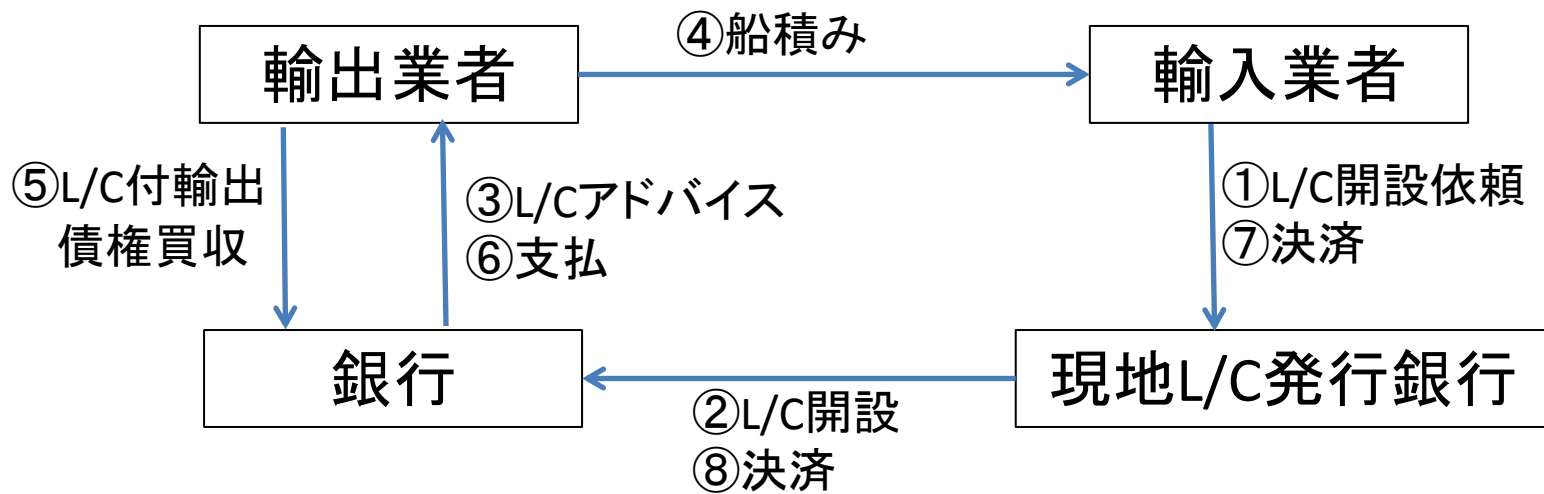 ④船積み
輸出業者
輸入業者
⑤L/C付輸出
債権買収
③L/Cアドバイス
⑥支払
①L/C開設依頼
⑦決済
銀行
現地L/C発行銀行
②L/C開設
⑧決済